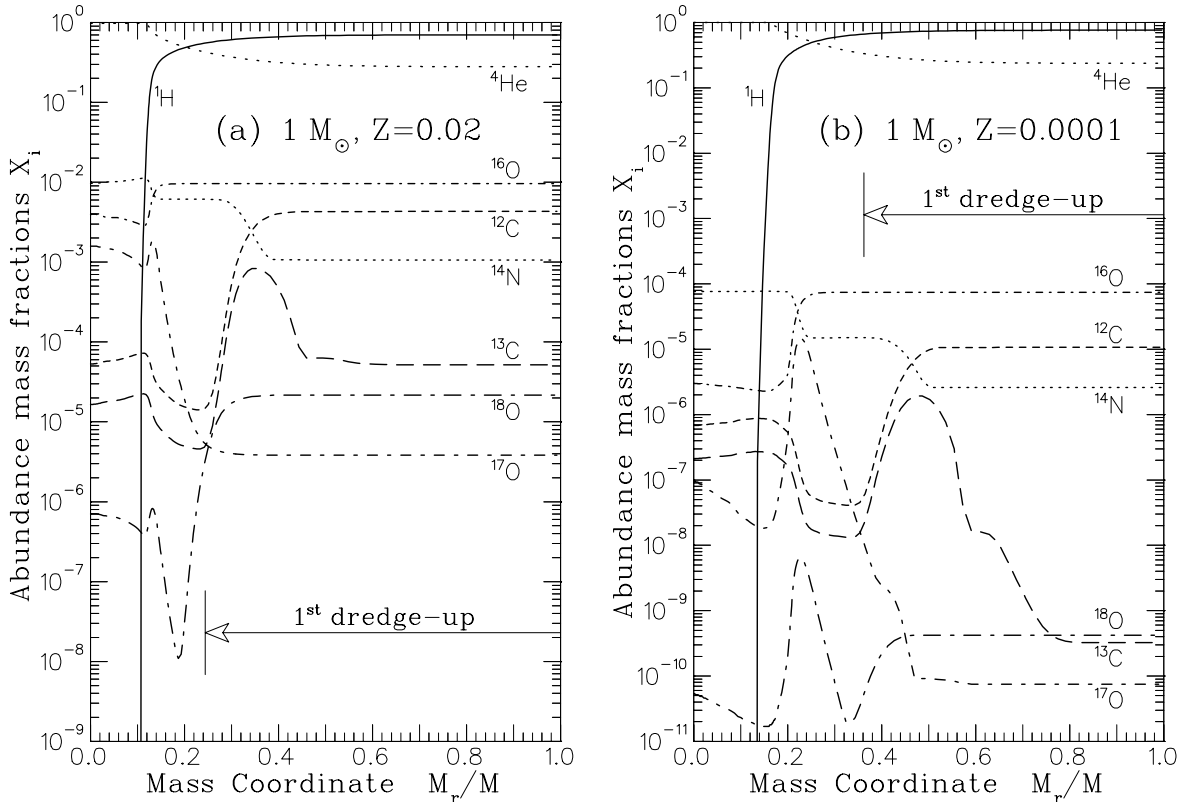 Abundance mass fractions X_i
10^0
10^-1
10^-2
10^-3
10^-4
10^-5
10^-6
10^-7
10^-8
10^-9
^4He
^1H
(a) 1 M_⊙, Z=0.02
^16O
^12C
^14N
^13C
^18O
^17O
1^st dredge-up
0.0 0.2 0.4 0.6 0.8 1.0
Mass Coordinate M_r/M
Abundance mass fractions X_i
10^0
10^-1
10^-2
10^-3
10^-4
10^-5
10^-6
10^-7
10^-8
10^-9
10^-10
10^-11
^4He
^1H
(b) 1 M_⊙, Z=0.0001
1^st dredge-up
^16O
^12C
^14N
^18O
^13C
^17O
0.0 0.2 0.4 0.6 0.8 1.0
Mass Coordinate M_r/M